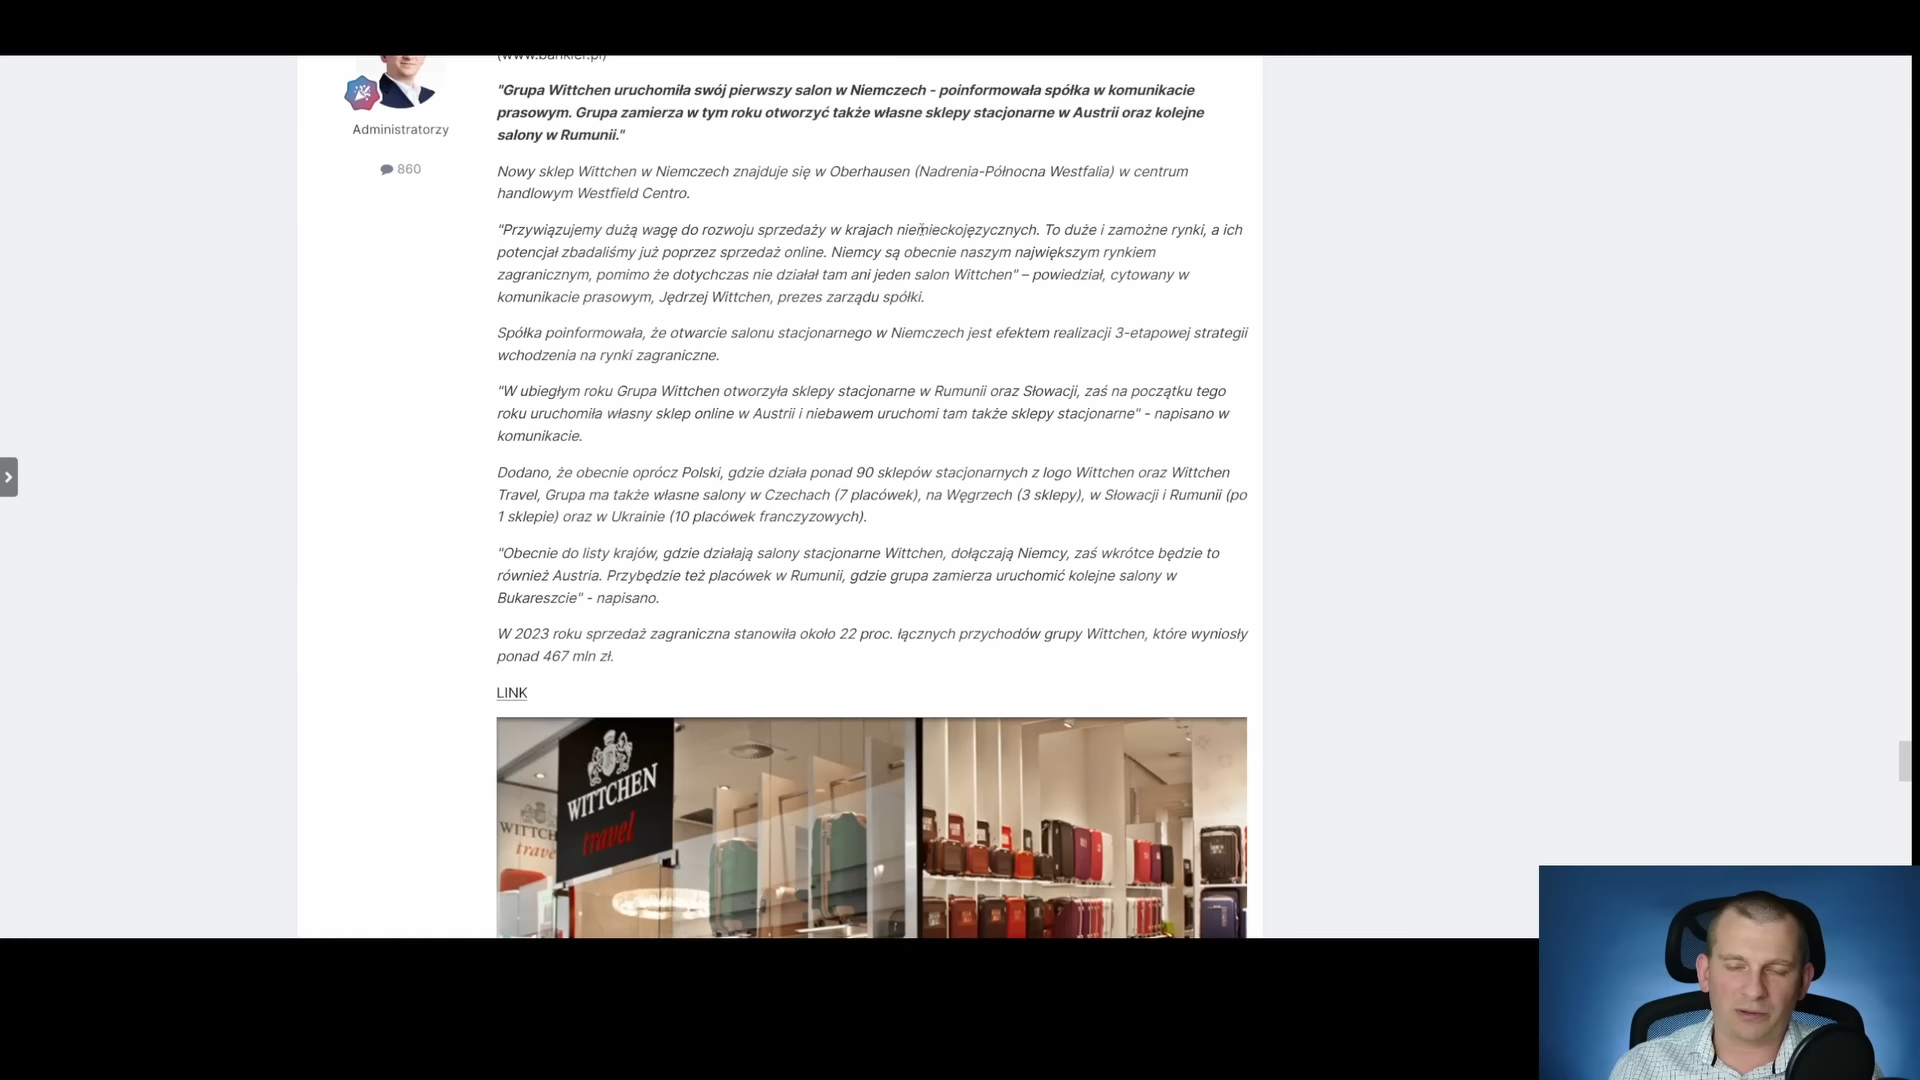 (www.bankier.pl)
"Grupa Wittchen uruchomiła swój pierwszy salon w Niemczech - poinformowała spółka w komunikacie
prasowym. Grupa zamierza w tym roku otworzyć także własne sklepy stacjonarne w Austrii oraz kolejne
salony w Rumunii."
Administratorzy
860
Nowy sklep Wittchen w Niemczech znajduje się w Oberhausen (Nadrenia-Północna Westfalia) w centrum
handlowym Westfield Centro.
"Przywiązujemy dużą wagę do rozwoju sprzedaży w krajach niemieckojęzycznych. To duże i zamożne rynki, a ich
potencjał zbadaliśmy już poprzez sprzedaż online. Niemcy są obecnie naszym największym rynkiem
zagranicznym, pomimo że dotychczas nie działał tam ani jeden salon Wittchen" – powiedział, cytowany w
komunikacie prasowym, Jędrzej Wittchen, prezes zarządu spółki.
Spółka poinformowała, że otwarcie salonu stacjonarnego w Niemczech jest efektem realizacji 3-etapowej strategii
wchodzenia na rynki zagraniczne.
"W ubiegłym roku Grupa Wittchen otworzyła sklepy stacjonarne w Rumunii oraz Słowacji, zaś na początku tego
roku uruchomiła własny sklep online w Austrii i niebawem uruchomi tam także sklepy stacjonarne" - napisano w
komunikacie.
Dodano, że obecnie oprócz Polski, gdzie działa ponad 90 sklepów stacjonarnych z logo Wittchen oraz Wittchen
Travel, Grupa ma także własne salony w Czechach (7 placówek), na Węgrzech (3 sklepy), w Słowacji i Rumunii (po
1 sklepie) oraz w Ukrainie (10 placówek franczyzowych).
"Obecnie do listy krajów, gdzie działają salony stacjonarne Wittchen, dołączają Niemcy, zaś wkrótce będzie to
również Austria. Przybędzie też placówek w Rumunii, gdzie grupa zamierza uruchomić kolejne salony w
Bukareszcie" - napisano.
W 2023 roku sprzedaż zagraniczna stanowiła około 22 proc. łącznych przychodów grupy Wittchen, które wyniosły
ponad 467 mln zł.
LINK
WITTCHEN
travel
WITTCH
trave